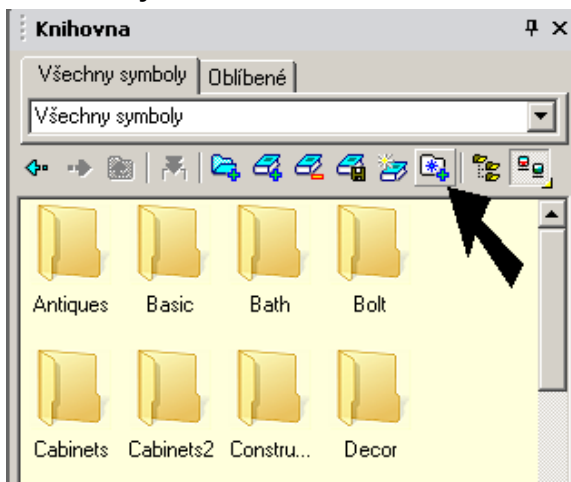 Knihovna
Všechny symboly Oblíbené
Všechny symboly
Antiques Basic Bath Bolt
Cabinets Cabinets2 Constru... Decor